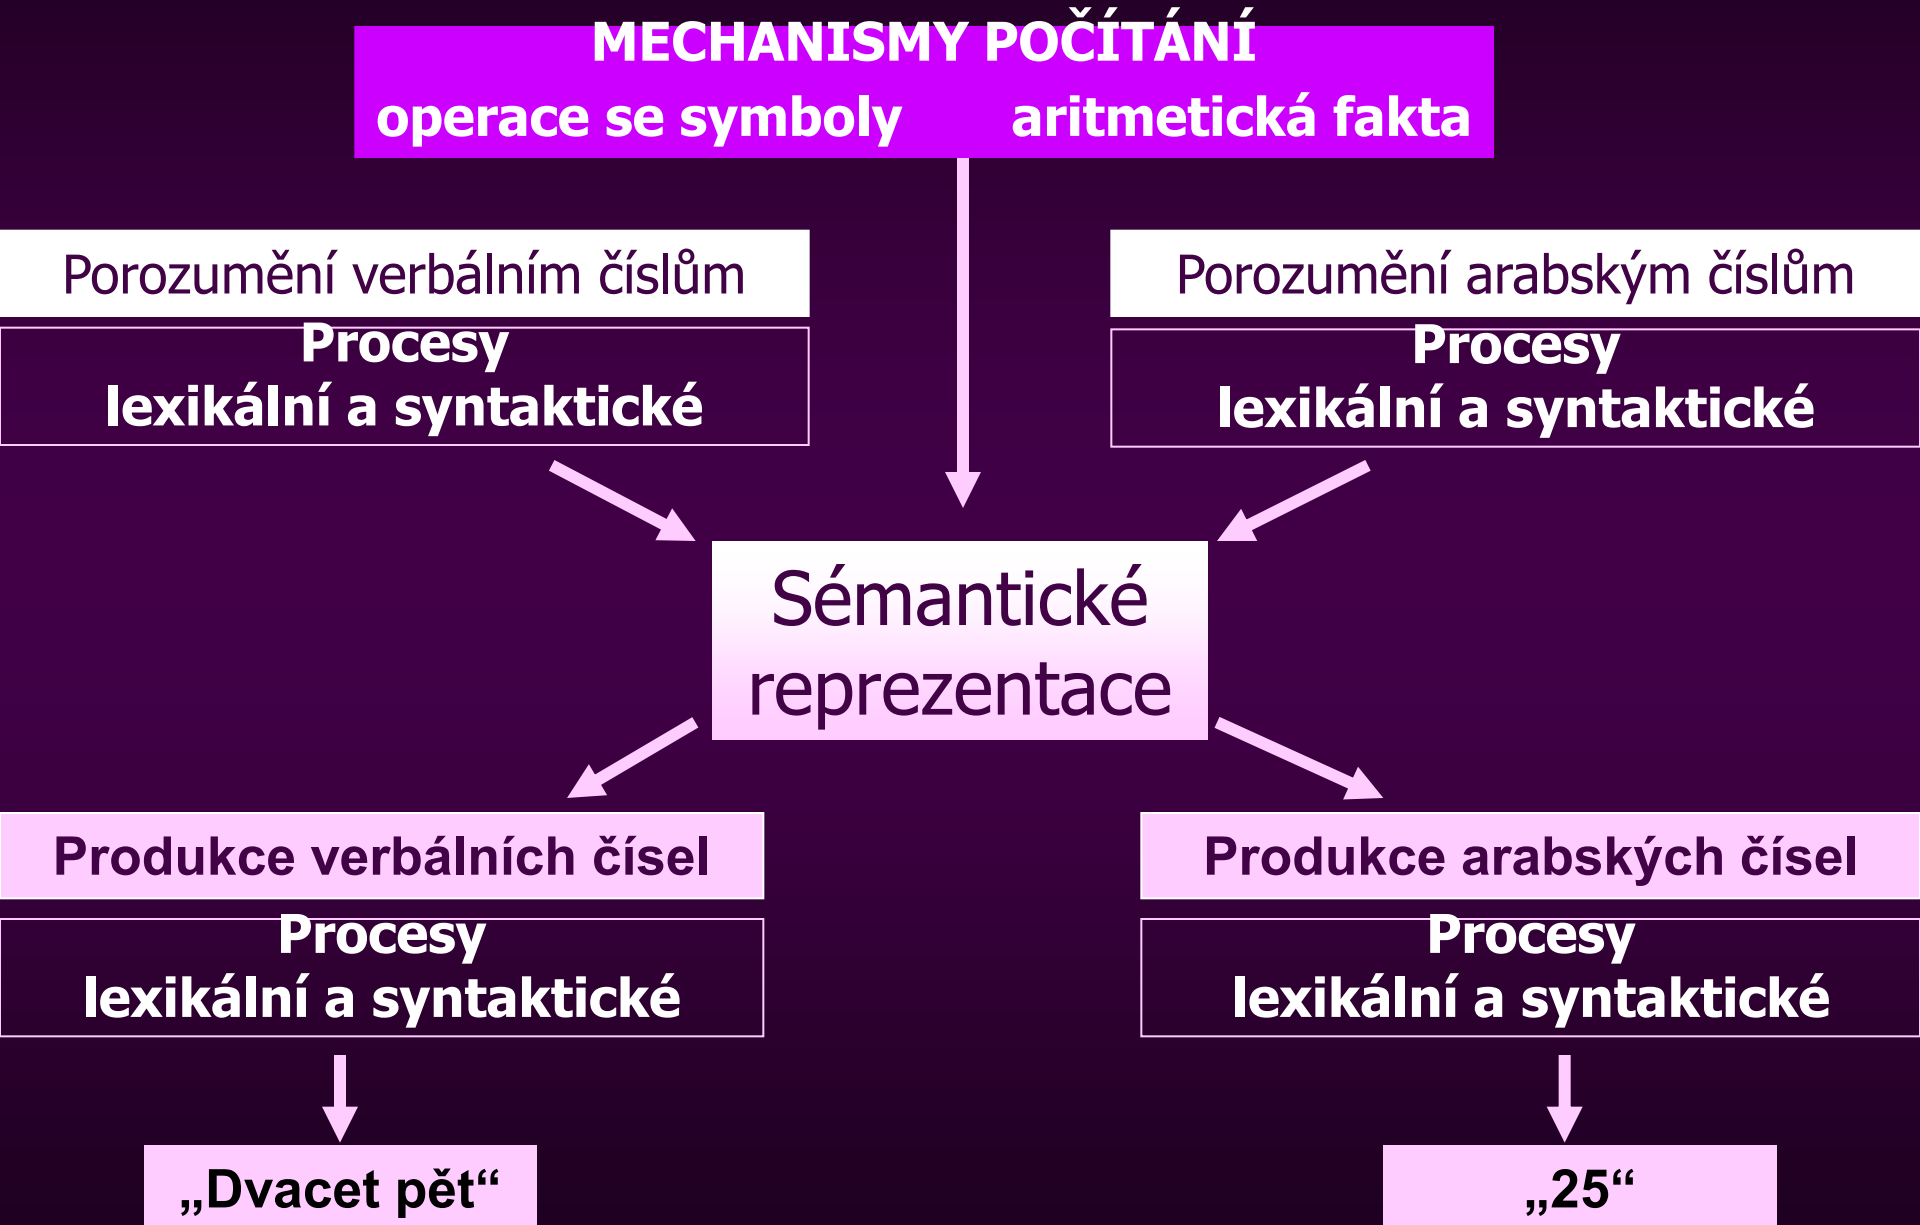 MECHANISMY POČÍTÁNÍ
operace se symboly aritmetická fakta
Porozumění verbálním číslům
Procesy
lexikální a syntaktické
Porozumění arabským číslům
Procesy
lexikální a syntaktické
Sémantické
reprezentace
Produkce verbálních čísel
Procesy
lexikální a syntaktické
Produkce arabských čísel
Procesy
lexikální a syntaktické
„Dvacet pět“
„25“